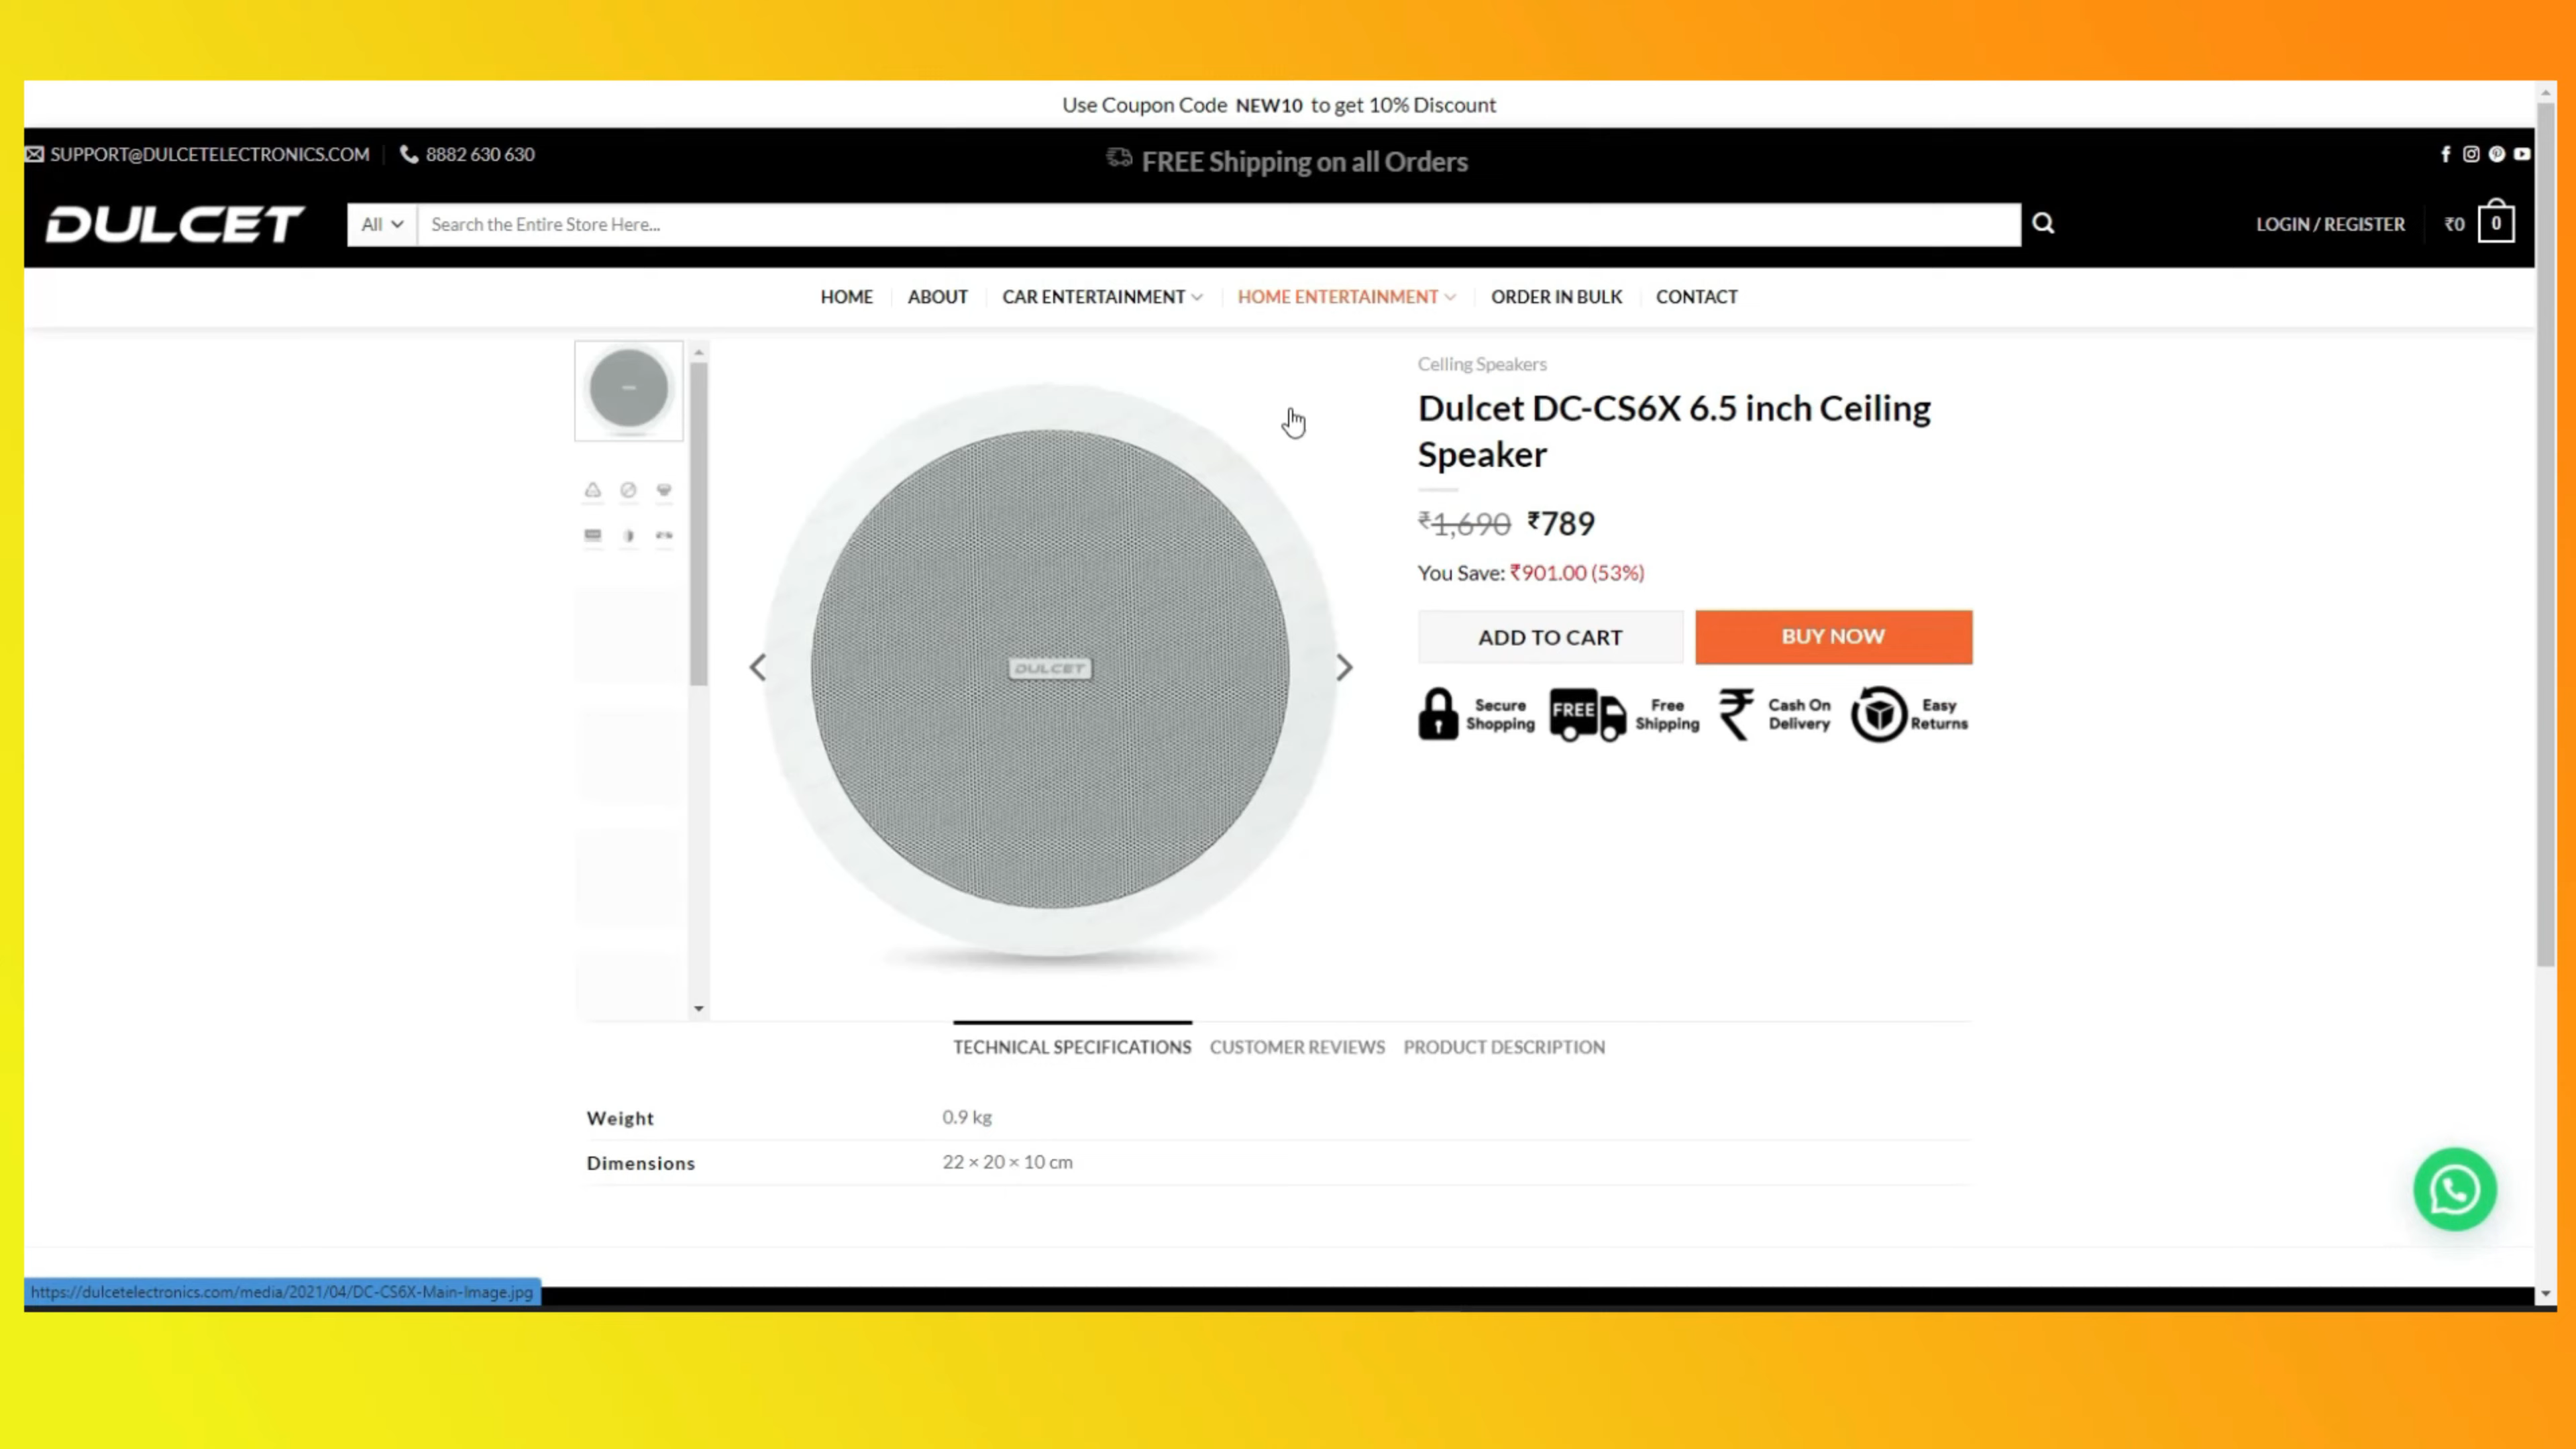 Use Coupon Code NEW10 to get 10% Discount
SUPPORT@DULCETELECTRONICS.COM 8882 630 630
FREE Shipping on all Orders
DULCET
All
Search the Entire Store Here...
LOGIN / REGISTER
₹0
0
HOME ABOUT CAR ENTERTAINMENT HOME ENTERTAINMENT ORDER IN BULK CONTACT
DULCET
Celling Speakers
Dulcet DC-CS6X 6.5 inch Ceiling
Speaker
₹1,690 ₹789
You Save: ₹901.00 (53%)
ADD TO CART BUY NOW
Secure
Shopping
FREE
Free
Shipping
Cash On
Delivery
Easy
Returns
TECHNICAL SPECIFICATIONS CUSTOMER REVIEWS PRODUCT DESCRIPTION
Weight 0.9 kg
Dimensions 22 × 20 × 10 cm
https://dulcetelectronics.com/media/2021/04/DC-CS6X-Main-Image.jpg